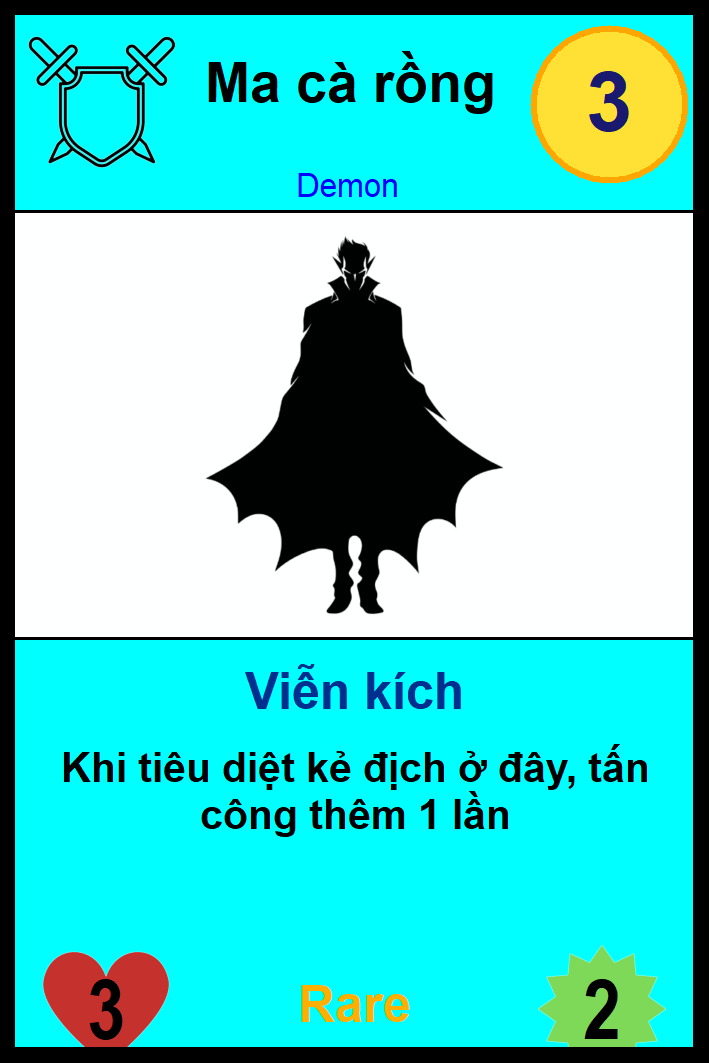 Ma cà rồng
3
Demon
Viễn kích
Khi tiêu diệt kẻ địch ở đây, tấn
công thêm 1 lần
3
Rare
2